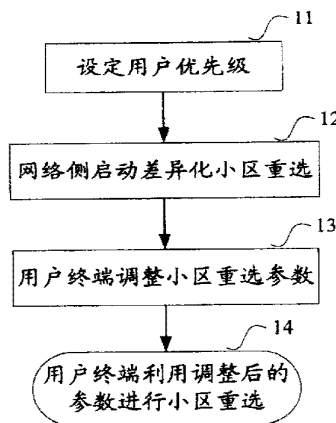 11
设定用户优先级
12
网络侧启动差异化小区重选
13
用户终端调整小区重选参数
14
用户终端利用调整后的
参数进行小区重选